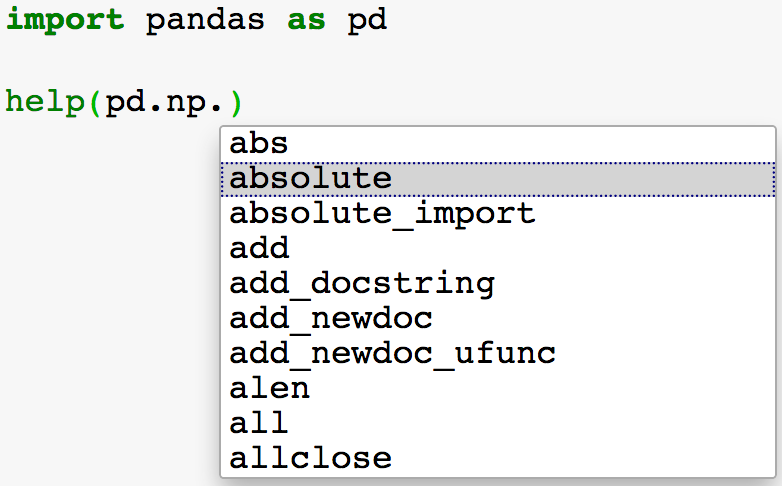 import pandas as pd
help(pd.np.)
abs
absolute
absolute_import
add
add_docstring
add_newdoc
add_newdoc_ufunc
alen
all
allclose